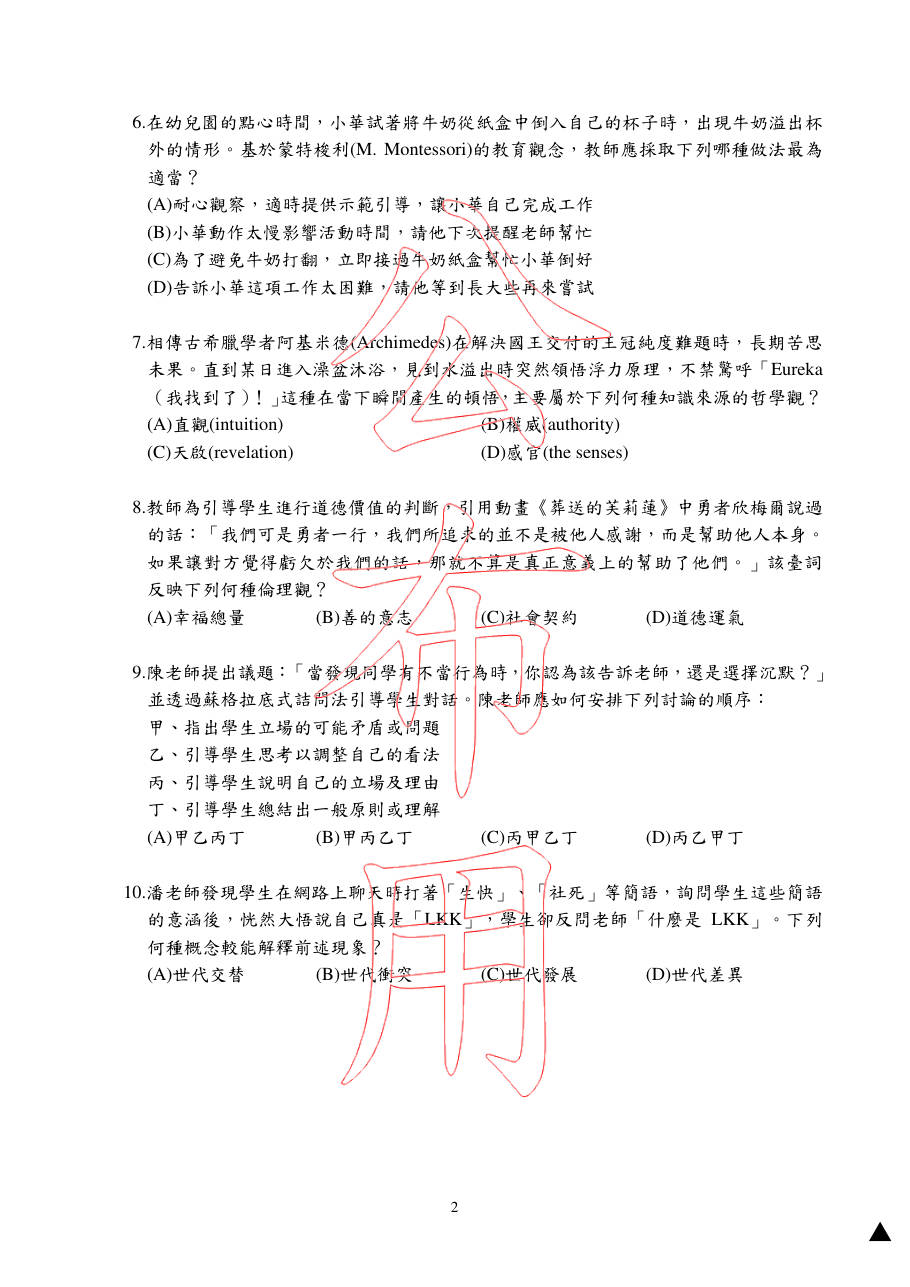 6.在幼兒園的點心時間，小華試著將牛奶從紙盒中倒入自己的杯子時，出現牛奶溢出杯
外的情形。基於蒙特梭利(M. Montessori)的教育觀念，教師應採取下列哪種做法最為
適當？
(A)耐心觀察，適時提供示範引導，讓小華自己完成工作
(B)小華動作太慢影響活動時間，請他下次提醒老師幫忙
(C)為了避免牛奶打翻，立即接過牛奶紙盒幫忙小華倒好
(D)告訴小華這項工作太困難，請他等到長大些再來嘗試
7.相傳古希臘學者阿基米德(Archimedes)在解決國王交付的王冠純度難題時，長期苦思
未果。直到某日進入澡盆沐浴，見到水溢出時突然領悟浮力原理，不禁驚呼「Eureka
（我找到了）！」這種在當下瞬間產生的頓悟，主要屬於下列何種知識來源的哲學觀？
(A)直觀(intuition) (B)權威(authority)
(C)天啟(revelation) (D)感官(the senses)
8.教師為引導學生進行道德價值的判斷，引用動畫《葬送的芙莉蓮》中勇者欣梅爾說過
的話：「我們可是勇者一行，我們所追求的並不是被他人感謝，而是幫助他人本身。
如果讓對方覺得虧欠於我們的話，那就不算是真正意義上的幫助了他們。」該臺詞
反映下列何種倫理觀？
(A)幸福總量 (B)善的意志 (C)社會契約 (D)道德運氣
9.陳老師提出議題：「當發現同學有不當行為時，你認為該告訴老師，還是選擇沉默？」
並透過蘇格拉底式詰問法引導學生對話。陳老師應如何安排下列討論的順序：
甲、指出學生立場的可能矛盾或問題
乙、引導學生思考以調整自己的看法
丙、引導學生說明自己的立場及理由
丁、引導學生總結出一般原則或理解
(A)甲乙丙丁 (B)甲丙乙丁 (C)丙甲乙丁 (D)丙乙甲丁
10.潘老師發現學生在網路上聊天時打著「生快」、「社死」等簡語，詢問學生這些簡語
的意涵後，恍然大悟說自己真是「LKK」，學生卻反問老師「什麼是 LKK」。下列
何種概念較能解釋前述現象？
(A)世代交替 (B)世代衝突 (C)世代發展 (D)世代差異
公布用
2